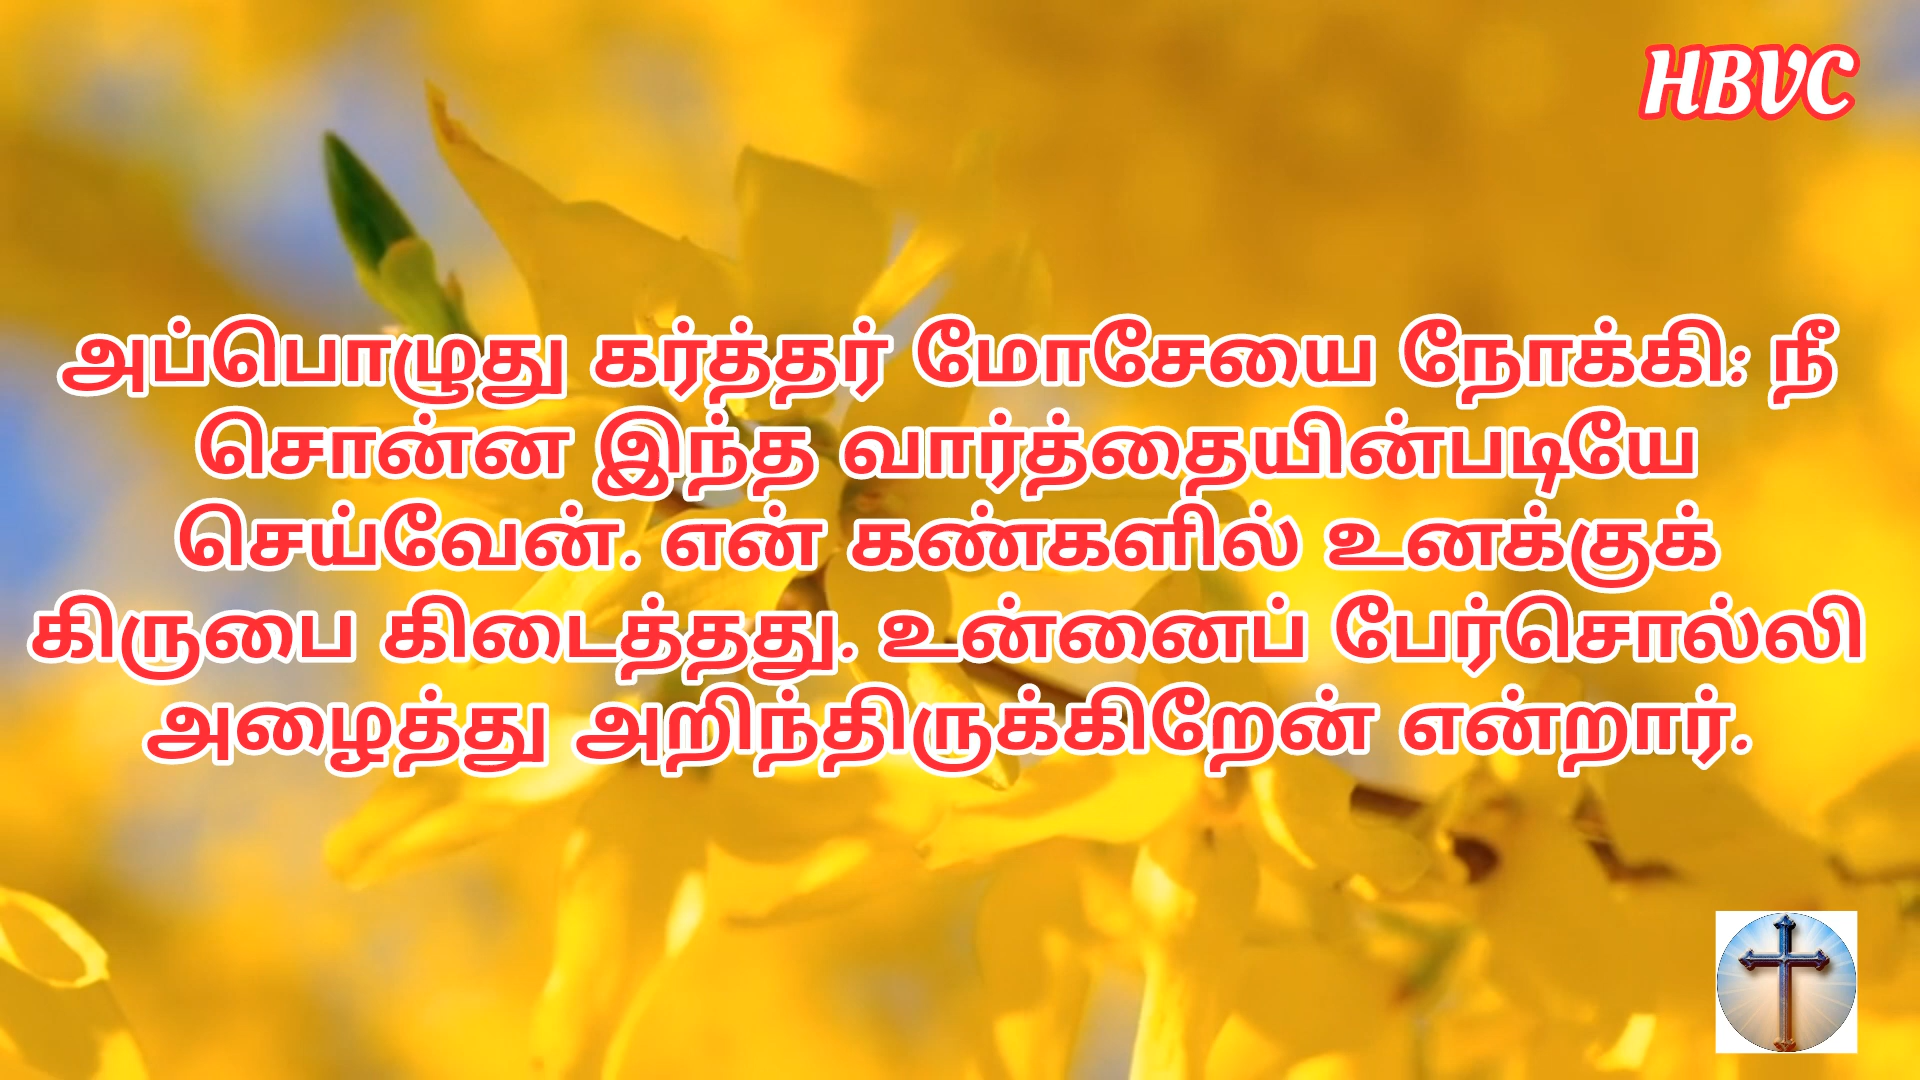 HBVC
அப்பொழுது கர்த்தர் மோசேயை நோக்கி: நீ
சொன்ன இந்த வார்த்தையின்படியே
செய்வேன். என் கண்களில் உனக்குக்
கிருபை கிடைத்தது. உன்னைப் பேர்சொல்லி
அழைத்து அறிந்திருக்கிறேன் என்றார்.